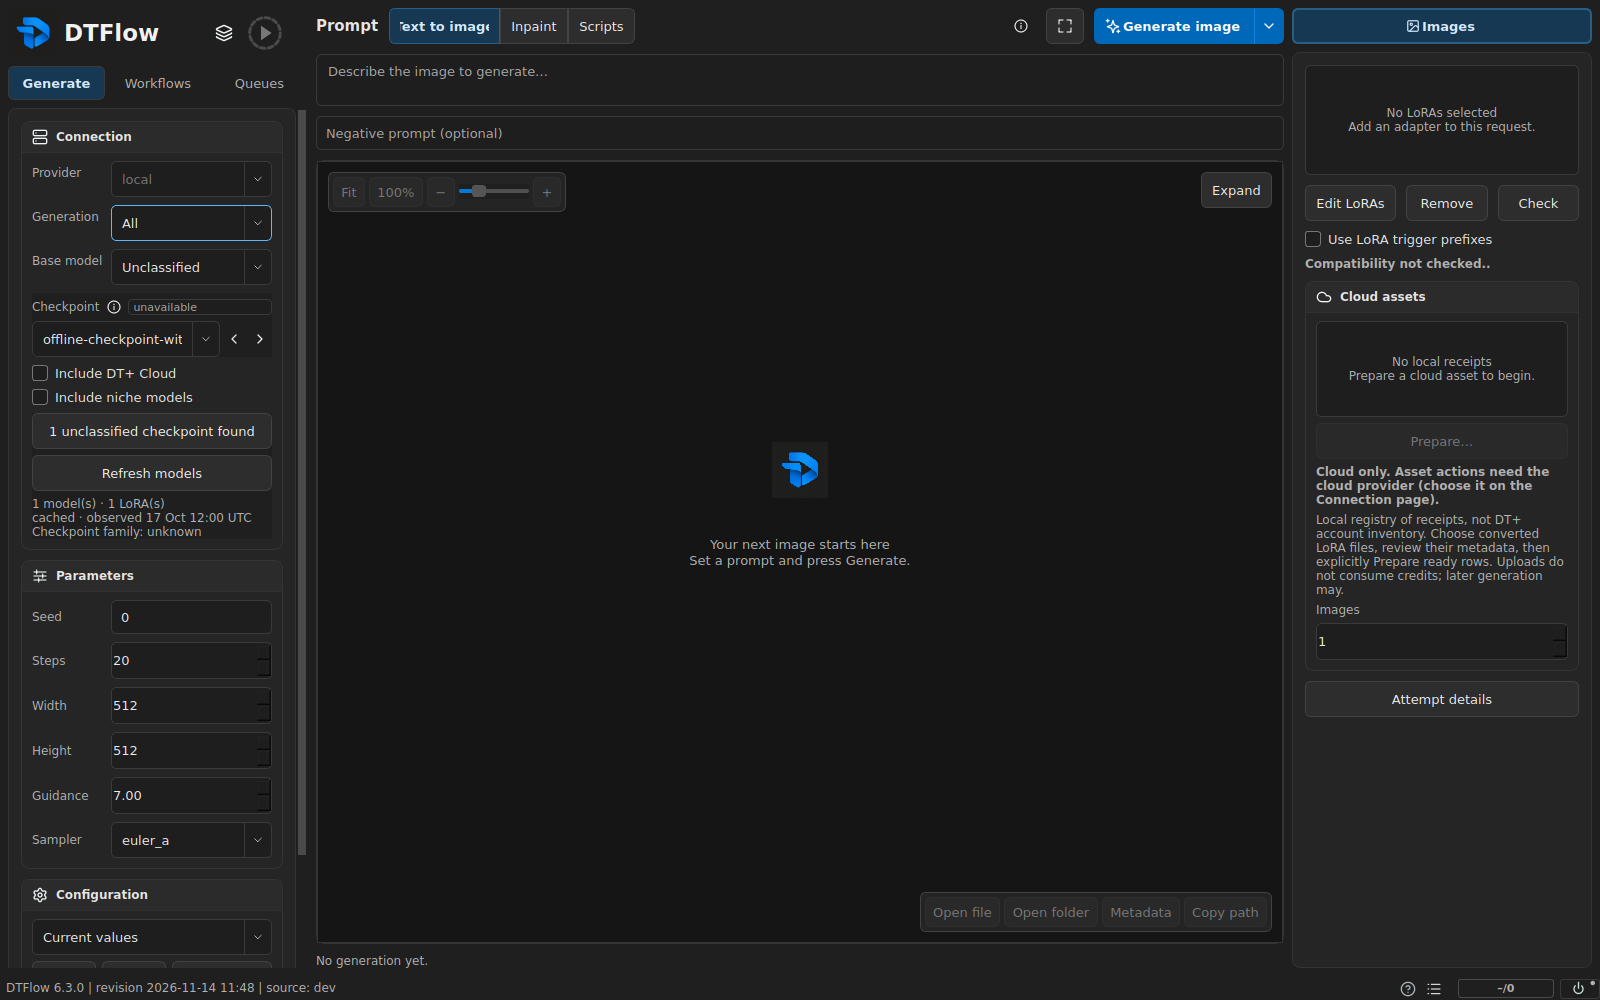 DTFlow
Generate
Workflows
Queues
Connection
Provider
local
Generation
All
Base model
Unclassified
Checkpoint
unavailable
offline-checkpoint-wit
Include DT+ Cloud
Include niche models
1 unclassified checkpoint found
Refresh models
1 model(s) · 1 LoRA(s)
cached · observed 17 Oct 12:00 UTC
Checkpoint family: unknown
Parameters
Seed
0
Steps
20
Width
512
Height
512
Guidance
7.00
Sampler
euler_a
Configuration
Current values
Prompt
Text to image
Inpaint
Scripts
Generate image
Describe the image to generate...
Negative prompt (optional)
Fit
100%
−
+
Expand
Your next image starts here
Set a prompt and press Generate.
Open file
Open folder
Metadata
Copy path
No generation yet.
Images
No LoRAs selected
Add an adapter to this request.
Edit LoRAs
Remove
Check
Use LoRA trigger prefixes
Compatibility not checked..
Cloud assets
No local receipts
Prepare a cloud asset to begin.
Prepare...
Cloud only. Asset actions need the
cloud provider (choose it on the
Connection page).
Local registry of receipts, not DT+
account inventory. Choose converted
LoRA files, review their metadata, then
explicitly Prepare ready rows. Uploads do
not consume credits; later generation
may.
Images
1
Attempt details
DTFlow 6.3.0 | revision 2026-11-14 11:48 | source: dev
–/0